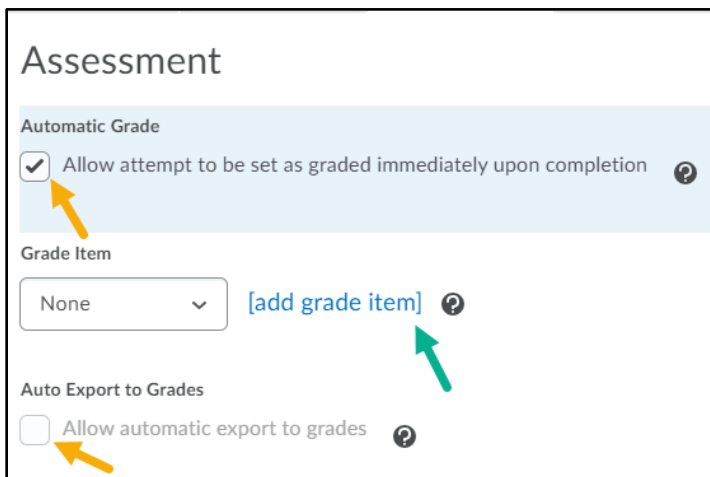 Assessment
Automatic Grade
Allow attempt to be set as graded immediately upon completion
Grade Item
None [add grade item]
Auto Export to Grades
Allow automatic export to grades